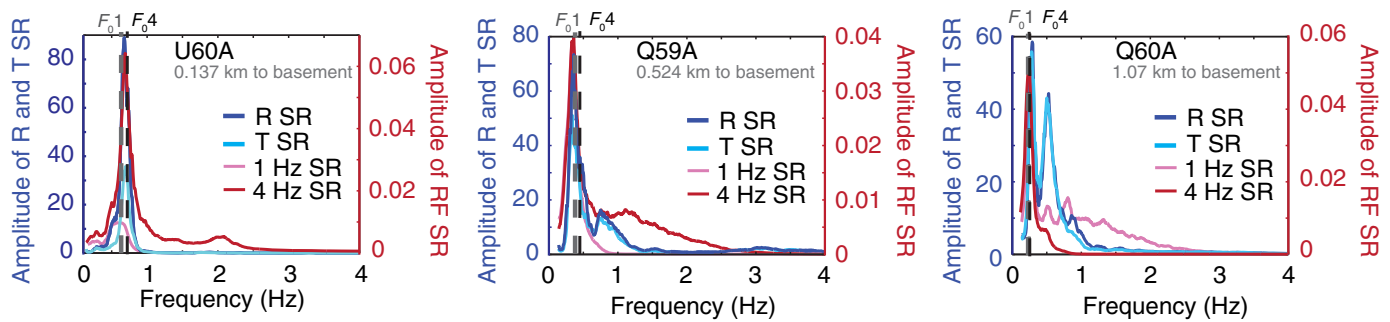 F₀1 F₀4
U60A
0.137 km to basement
R SR
T SR
1 Hz SR
4 Hz SR
Amplitude of R and T SR
80
60
40
20
0
Amplitude of RF SR
0.06
0.04
0.02
0
0 1 2 3 4
Frequency (Hz)
F₀1 F₀4
Q59A
0.524 km to basement
R SR
T SR
1 Hz SR
4 Hz SR
Amplitude of R and T SR
80
60
40
20
0
Amplitude of RF SR
0.04
0.03
0.02
0.01
0
0 1 2 3 4
Frequency (Hz)
F₀1 F₀4
Q60A
1.07 km to basement
R SR
T SR
1 Hz SR
4 Hz SR
Amplitude of R and T SR
60
40
20
0
Amplitude of RF SR
0.06
0.04
0.02
0
0 1 2 3 4
Frequency (Hz)